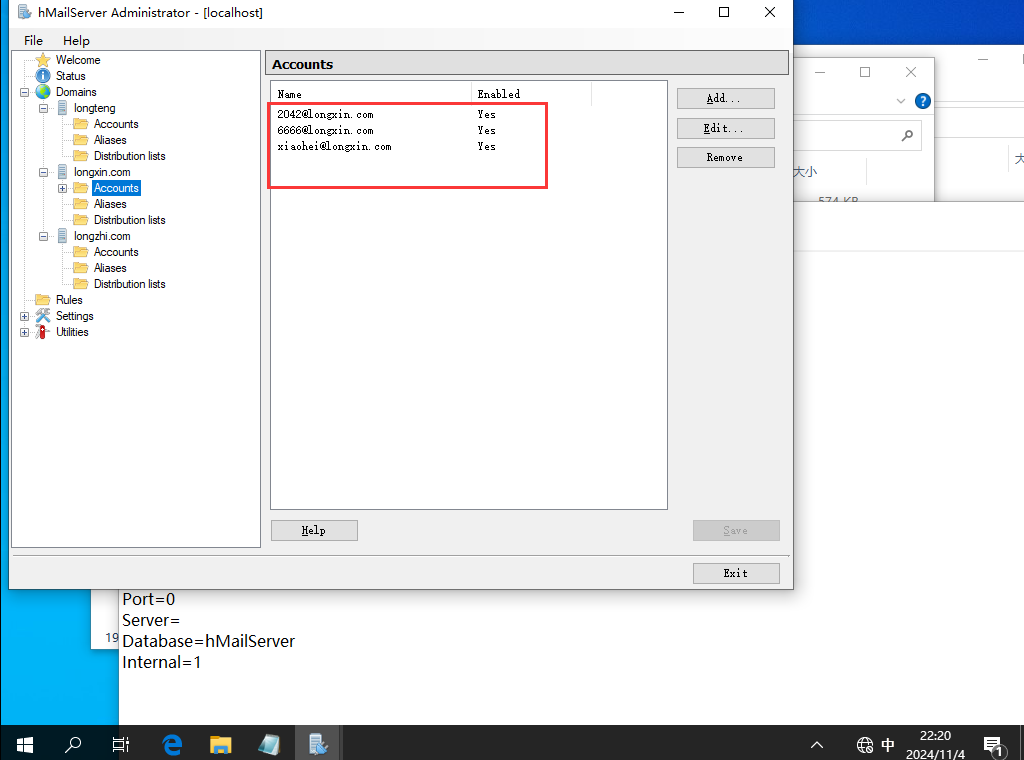 hMailServer Administrator - [localhost]
File Help
Welcome
Status
Domains
longteng
Accounts
Aliases
Distribution lists
longxin.com
Accounts
Aliases
Distribution lists
longzhi.com
Accounts
Aliases
Distribution lists
Rules
Settings
Utilities
Accounts
Name Enabled
2042@longxin.com Yes
6666@longxin.com Yes
xiaohei@longxin.com Yes
Add...
Edit...
Remove
Help
Save
Exit
大小
574 KB
大
19
Port=0
Server=
Database=hMailServer
Internal=1
中
22:20
2024/11/4
1